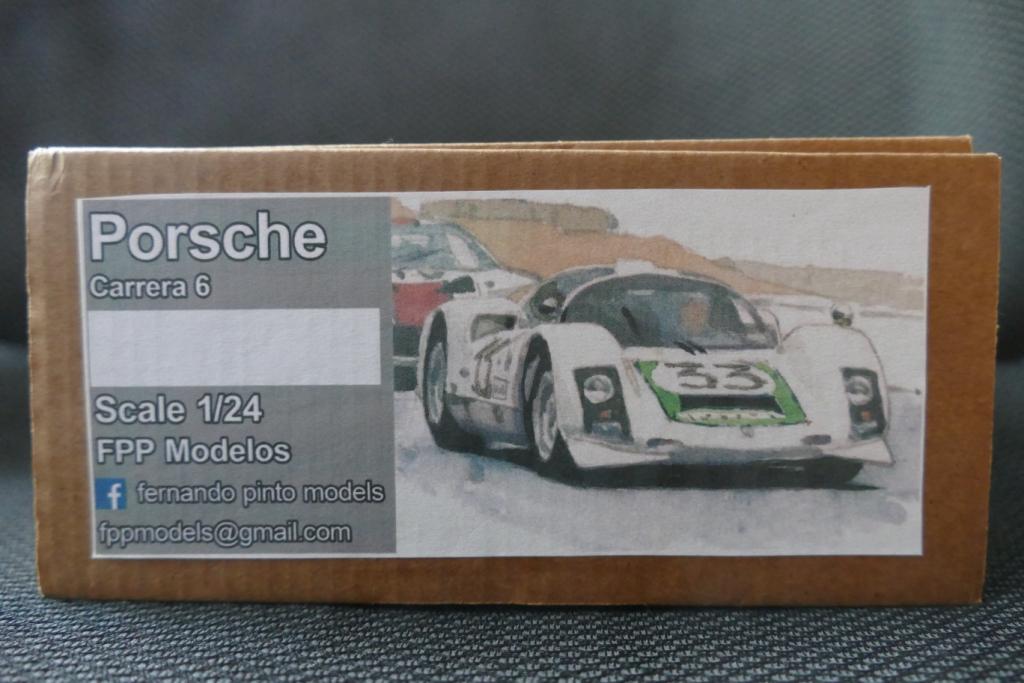 Porsche
Carrera 6
Scale 1/24
FPP Modelos
f fernando pinto models
fppmodels@gmail.com
33